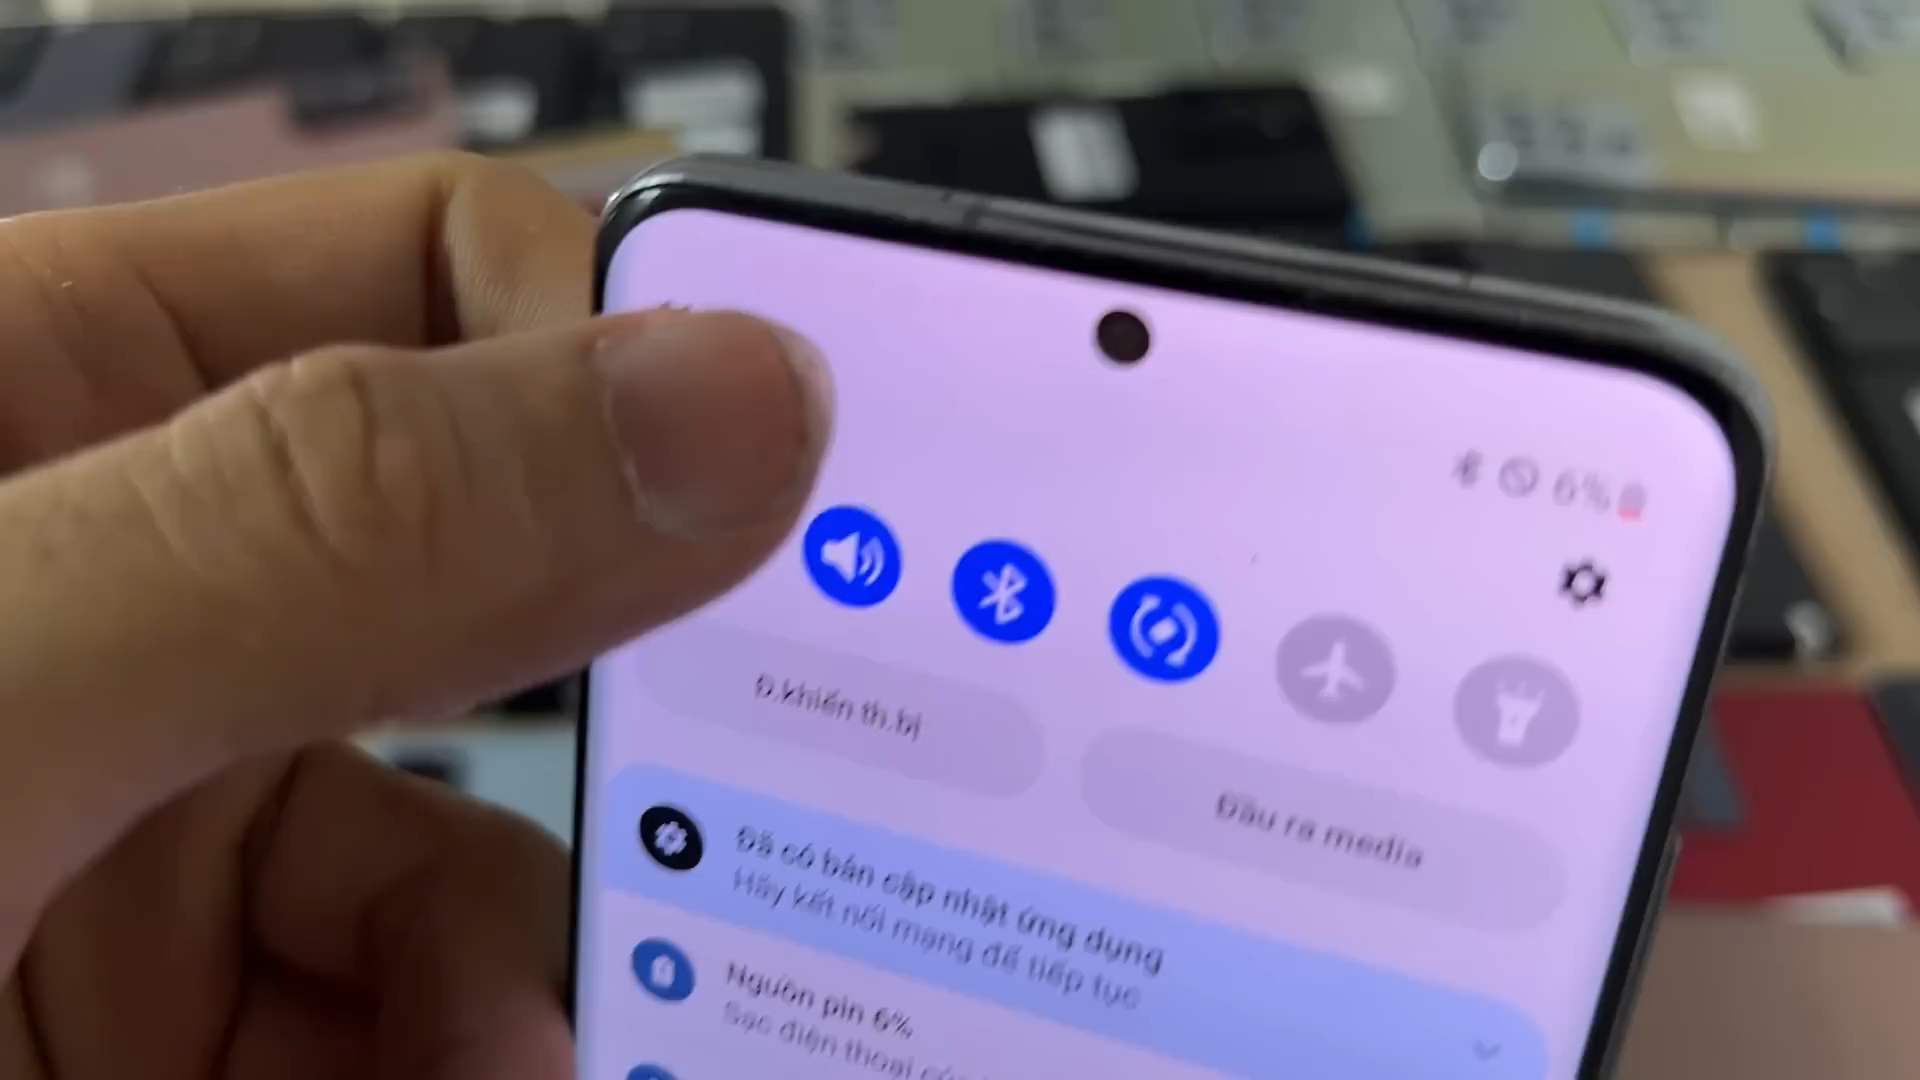 6%
Đ.khiển th.bị
Đầu ra media
Đã có bản cập nhật ứng dụng
Hãy kết nối mạng để tiếp tục
Nguồn pin 6%
Sạc điện thoại